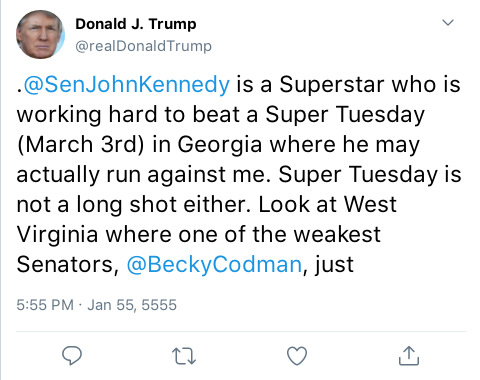 Donald J. Trump
@realDonaldTrump
.@SenJohnKennedy is a Superstar who is
working hard to beat a Super Tuesday
(March 3rd) in Georgia where he may
actually run against me. Super Tuesday is
not a long shot either. Look at West
Virginia where one of the weakest
Senators, @BeckyCodman, just
5:55 PM · Jan 55, 5555